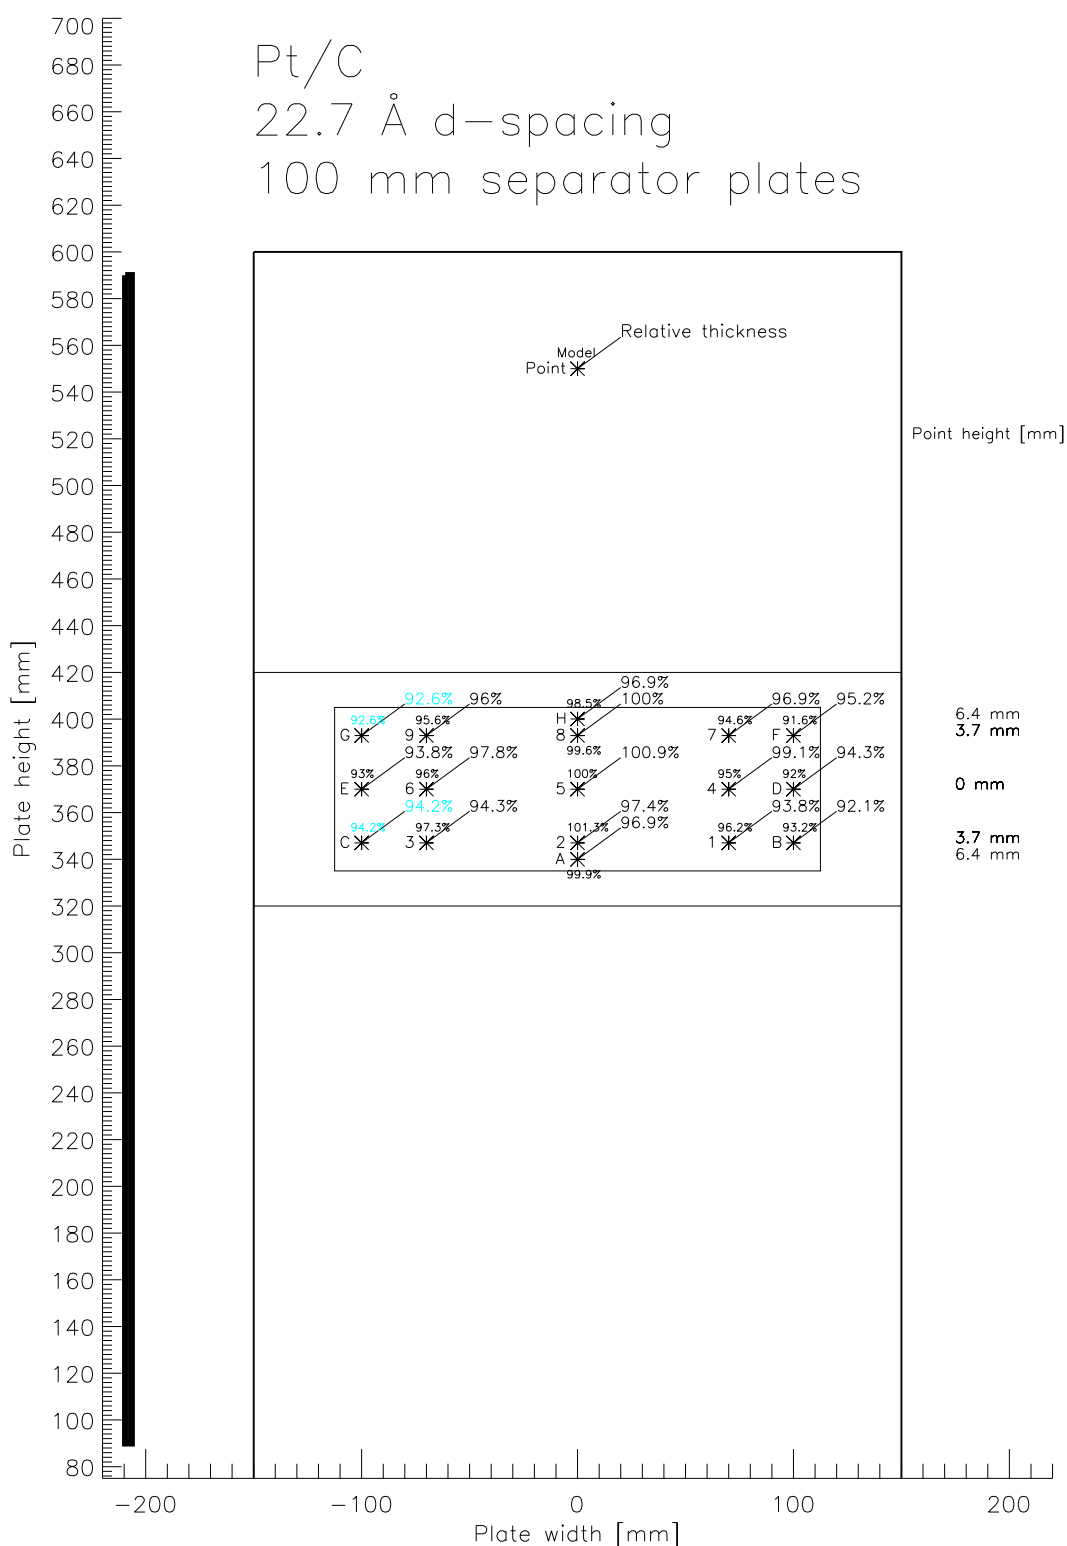 Pt/C
22.7 Å d-spacing
100 mm separator plates
700
680
660
640
620
600
580
560
540
520
500
480
460
440
420
400
380
360
340
320
300
280
260
240
220
200
180
160
140
120
100
80
Plate height [mm]
Relative thickness
Model
Point
Point height [mm]
96.9%
92.6% 96% 98.5% 100% 96.9% 95.2%
H
92.6% 95.6% 94.6% 91.6%
G 9 8 7 F
93.8% 97.8% 99.6% 100.9% 99.1% 94.3%
93% 96% 100% 95% 92%
E 6 5 4 D
94.2% 94.3% 97.4% 93.8% 92.1%
96.9%
94.2% 97.3% 101.3% 96.2% 93.2%
C 3 2 1 B
A
99.9%
6.4 mm
3.7 mm
0 mm
3.7 mm
6.4 mm
-200 -100 0 100 200
Plate width [mm]